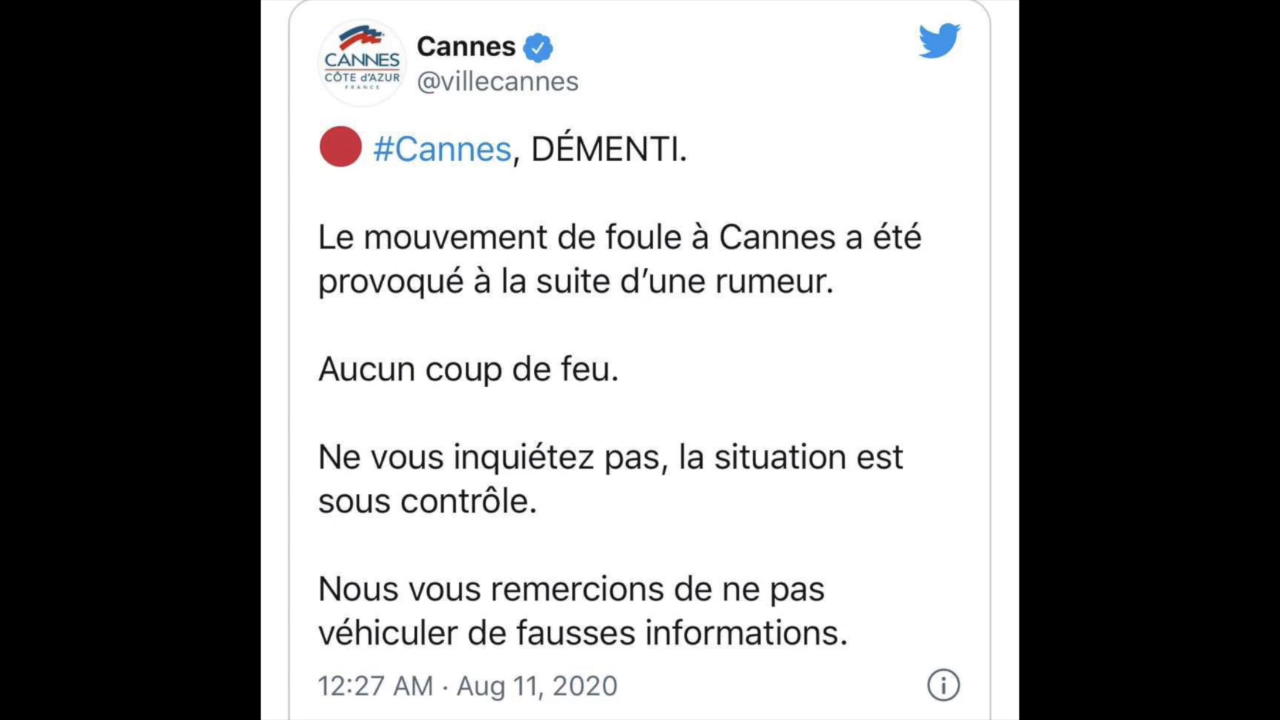 CANNES
CÔTE d'AZUR
FRANCE
Cannes
@villecannes
#Cannes, DÉMENTI.
Le mouvement de foule à Cannes a été
provoqué à la suite d’une rumeur.
Aucun coup de feu.
Ne vous inquiétez pas, la situation est
sous contrôle.
Nous vous remercions de ne pas
véhiculer de fausses informations.
12:27 AM · Aug 11, 2020